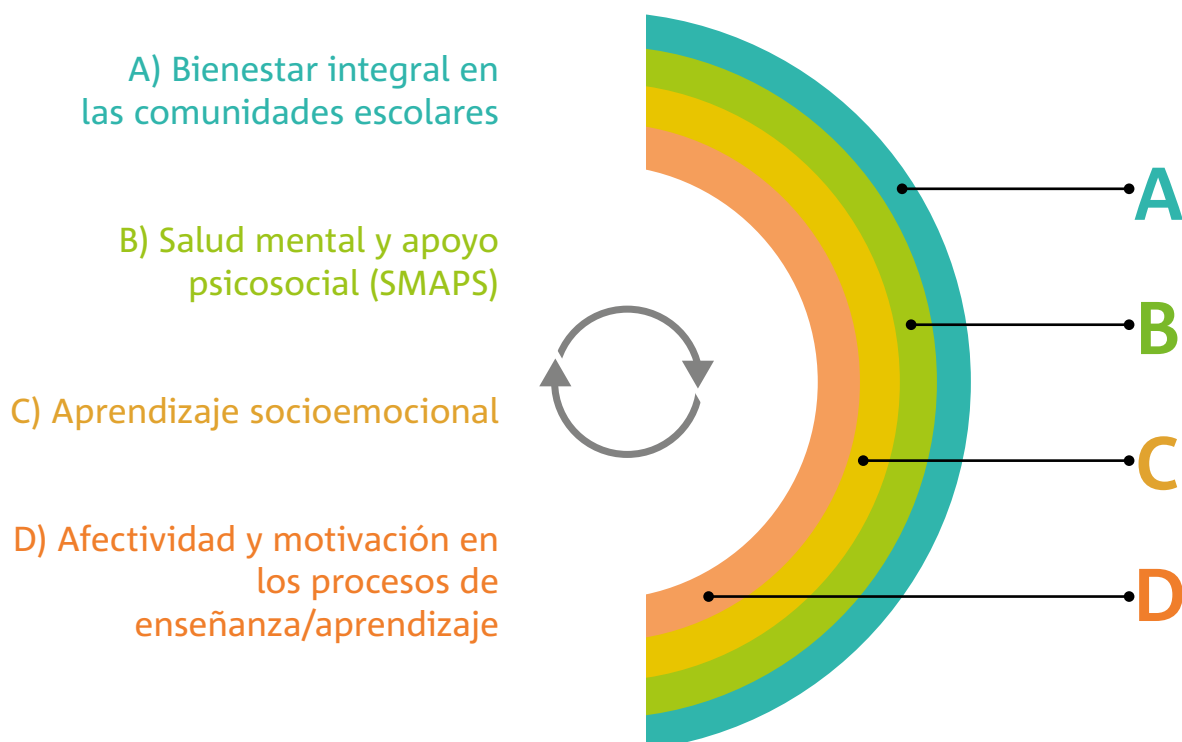 A) Bienestar integral en
las comunidades escolares
B) Salud mental y apoyo
psicosocial (SMAPS)
C) Aprendizaje socioemocional
D) Afectividad y motivación en
los procesos de
enseñanza/aprendizaje
A
B
C
D